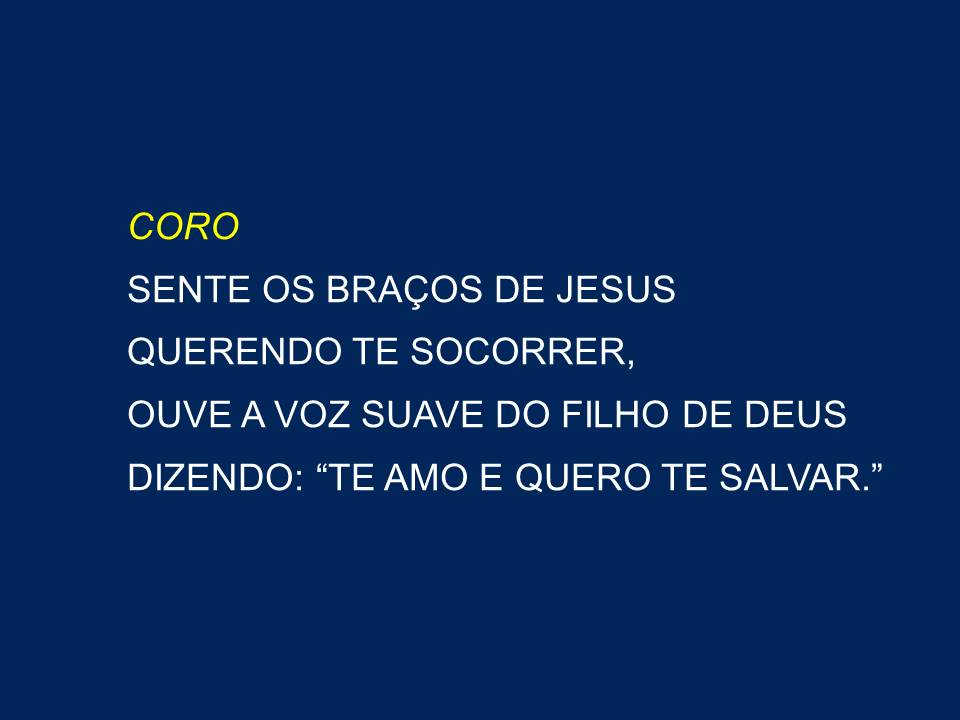 CORO
SENTE OS BRAÇOS DE JESUS
QUERENDO TE SOCORRER,
OUVE A VOZ SUAVE DO FILHO DE DEUS
DIZENDO: “TE AMO E QUERO TE SALVAR.”